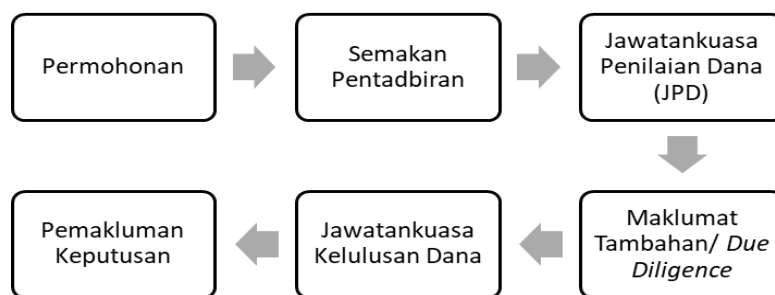 Permohonan
Semakan
Pentadbiran
Jawatankuasa
Penilaian Dana
(JPD)
Maklumat
Tambahan/ Due
Diligence
Jawatankuasa
Kelulusan Dana
Pemakluman
Keputusan